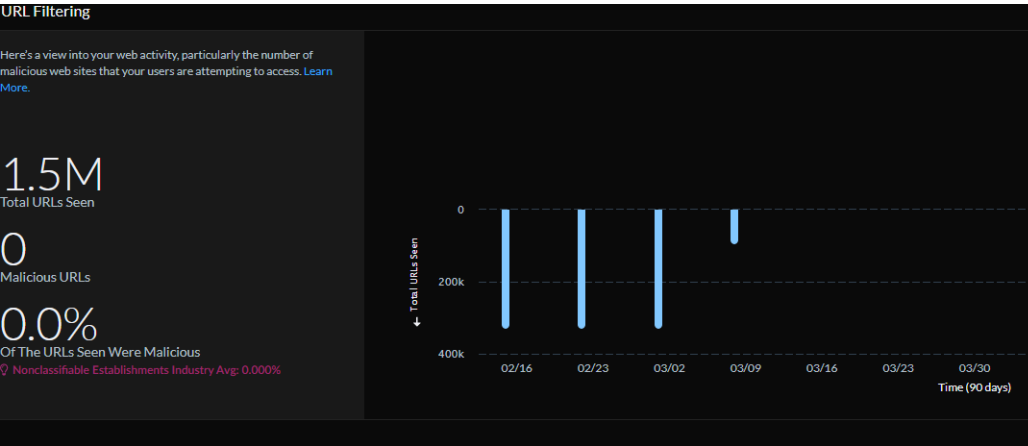 URL Filtering
Here's a view into your web activity, particularly the number of
malicious web sites that your users are attempting to access. Learn
More.
1.5M
Total URLs Seen
0
Malicious URLs
0.0%
Of The URLs Seen Were Malicious
Nonclassifiable Establishments Industry Avg: 0.000%
← Total URLs Seen
0
200k
400k
02/16 02/23 03/02 03/09 03/16 03/23 03/30
Time (90 days)